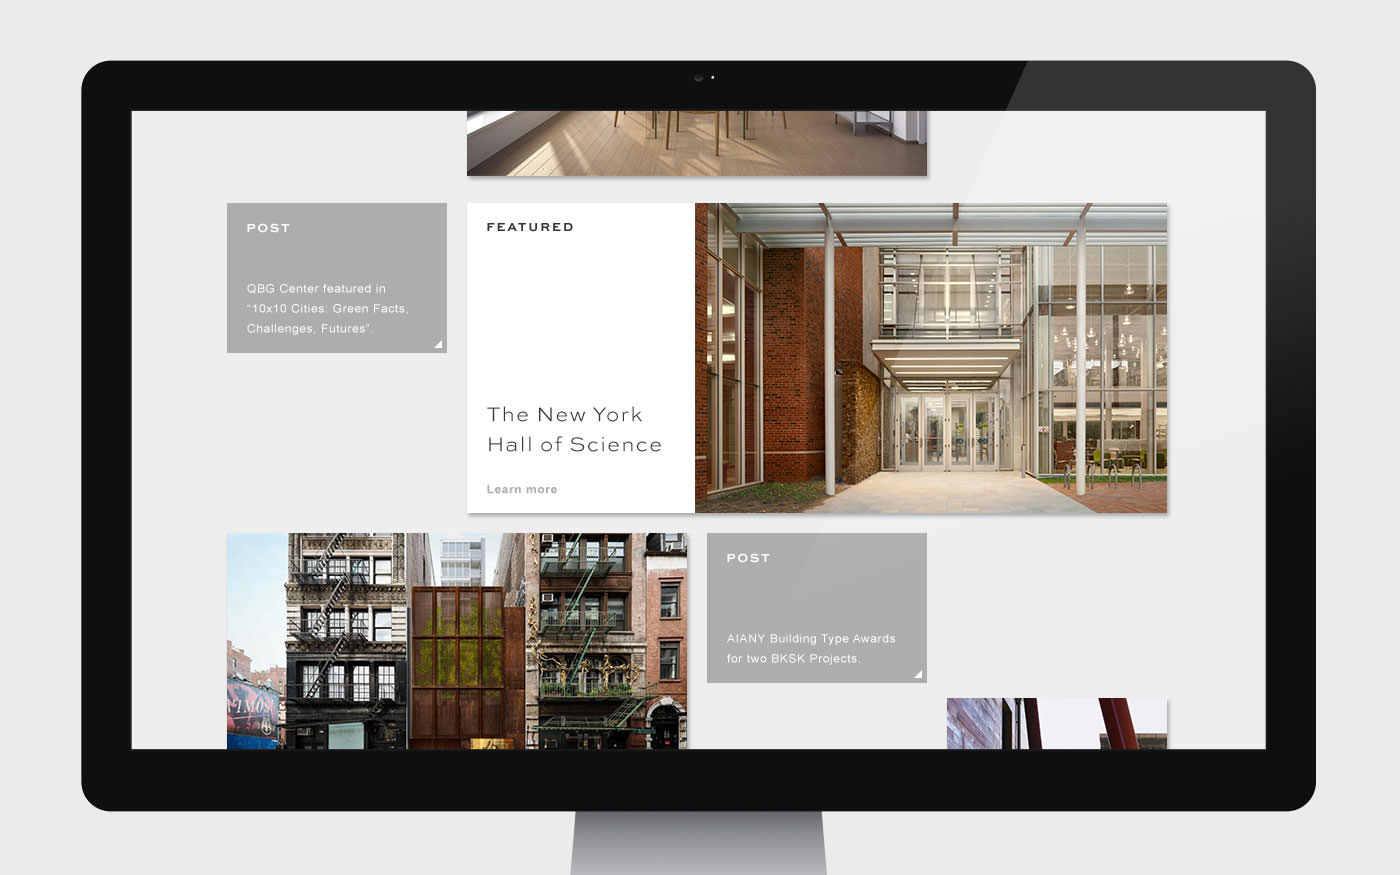 POST
QBG Center featured in
“10x10 Cities: Green Facts,
Challenges, Futures”.
FEATURED
The New York
Hall of Science
Learn more
POST
AIANY Building Type Awards
for two BKSK Projects.